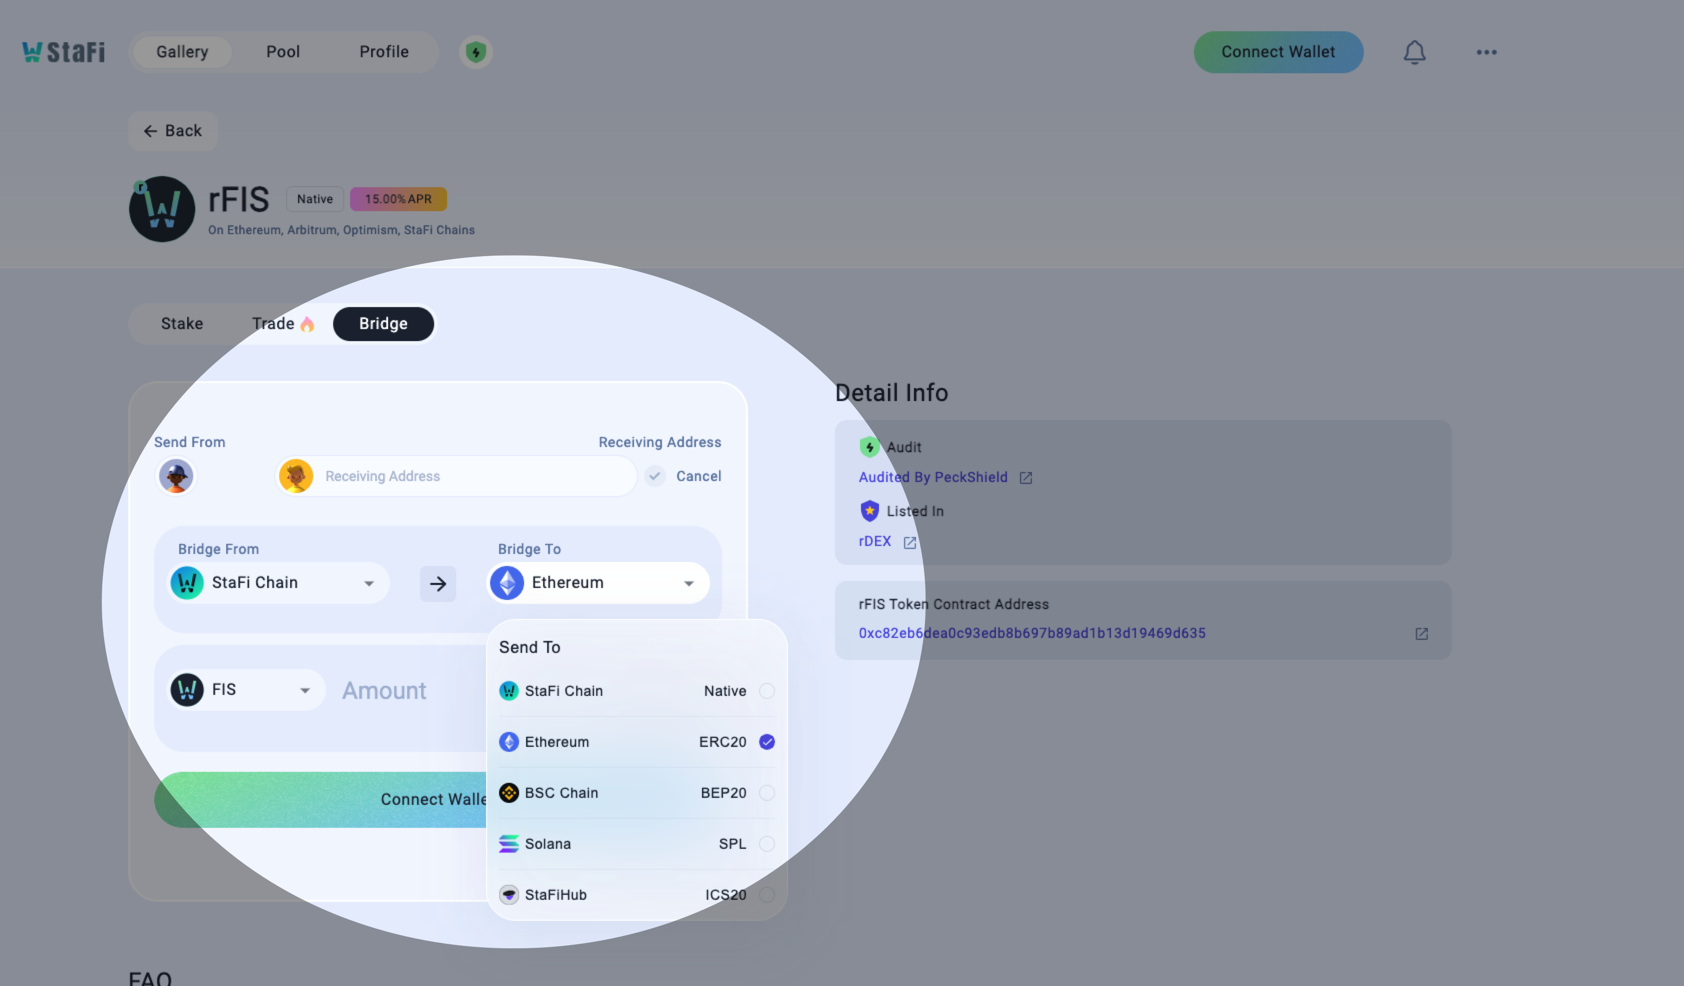 StaFi
Gallery
Pool
Profile
Connect Wallet
Back
rFIS
Native
15.00% APR
On Ethereum, Arbitrum, Optimism, StaFi Chains
Stake
Trade
Bridge
Send From
Receiving Address
Receiving Address
Cancel
Bridge From
Bridge To
StaFi Chain
Ethereum
FIS
Amount
Send To
StaFi Chain
Native
Ethereum
ERC20
BSC Chain
BEP20
Solana
SPL
StaFiHub
ICS20
Connect Walle
Detail Info
Audit
Audited By PeckShield
Listed In
rDEX
rFIS Token Contract Address
0xc82eb6dea0c93edb8b697b89ad1b13d19469d635
FAQ